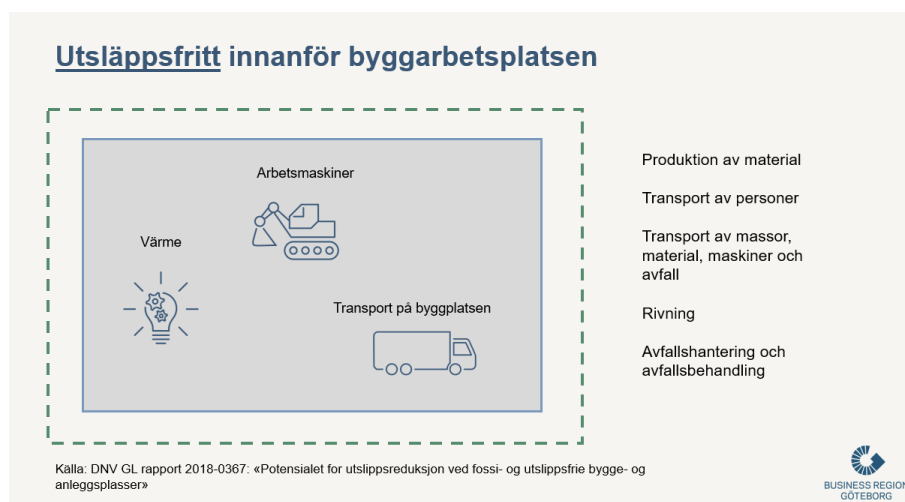 Utsläppsfritt innanför byggarbetsplatsen
Arbetsmaskiner
Värme
Transport på byggplatsen
Produktion av material
Transport av personer
Transport av massor,
material, maskiner och
avfall
Rivning
Avfallshantering och
avfallsbehandling
Källa: DNV GL rapport 2018-0367: «Potensialet for utslippsreduksjon ved fossi- og utslippsfrie bygge- og
anleggsplasser»
BUSINESS REGION
GÖTEBORG